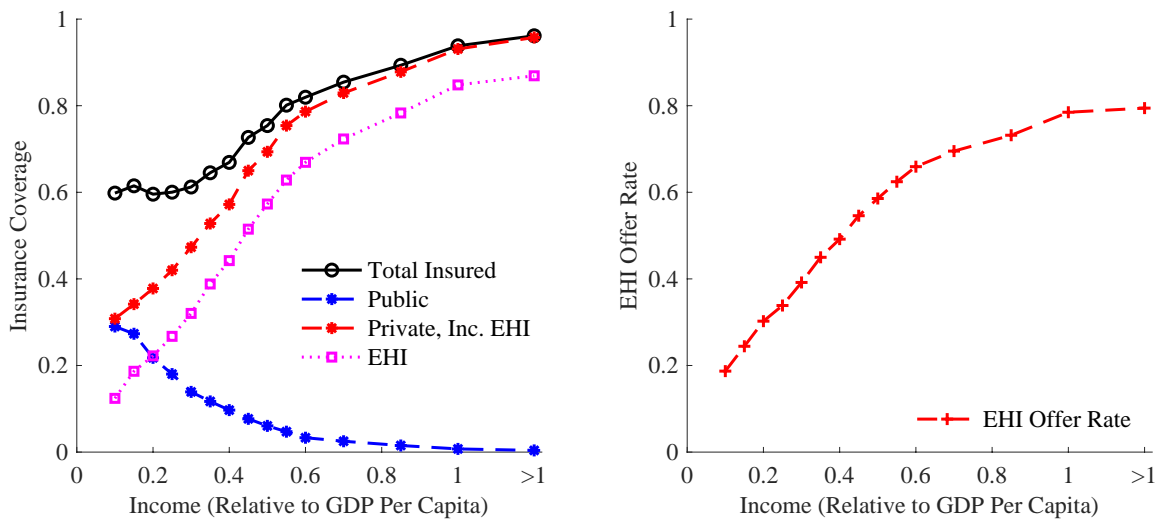 1
0.8
0.6
0.4
0.2
0
Insurance Coverage
Total Insured
Public
Private, Inc. EHI
EHI
0 0.2 0.4 0.6 0.8 1 >1
Income (Relative to GDP Per Capita)
1
0.8
0.6
0.4
0.2
0
EHI Offer Rate
EHI Offer Rate
0 0.2 0.4 0.6 0.8 1 >1
Income (Relative to GDP Per Capita)